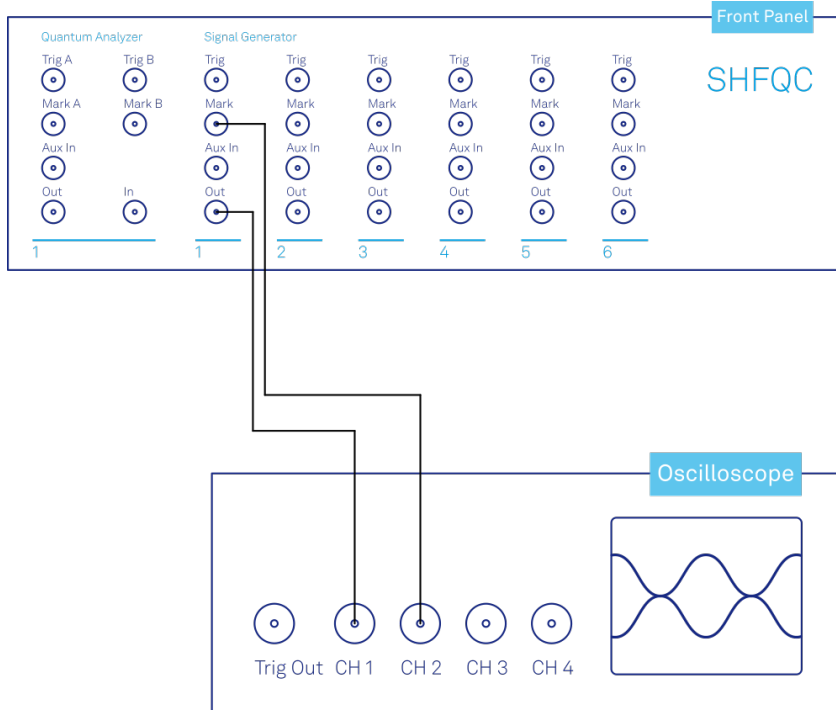 Front Panel
Quantum Analyzer Signal Generator
SHFQC
Trig A Trig B Trig Trig Trig Trig Trig Trig
Mark A Mark B Mark Mark Mark Mark Mark Mark
Aux In Aux In Aux In Aux In Aux In Aux In Aux In
Out In Out Out Out Out Out Out
1 1 2 3 4 5 6
Oscilloscope
Trig Out CH 1 CH 2 CH 3 CH 4